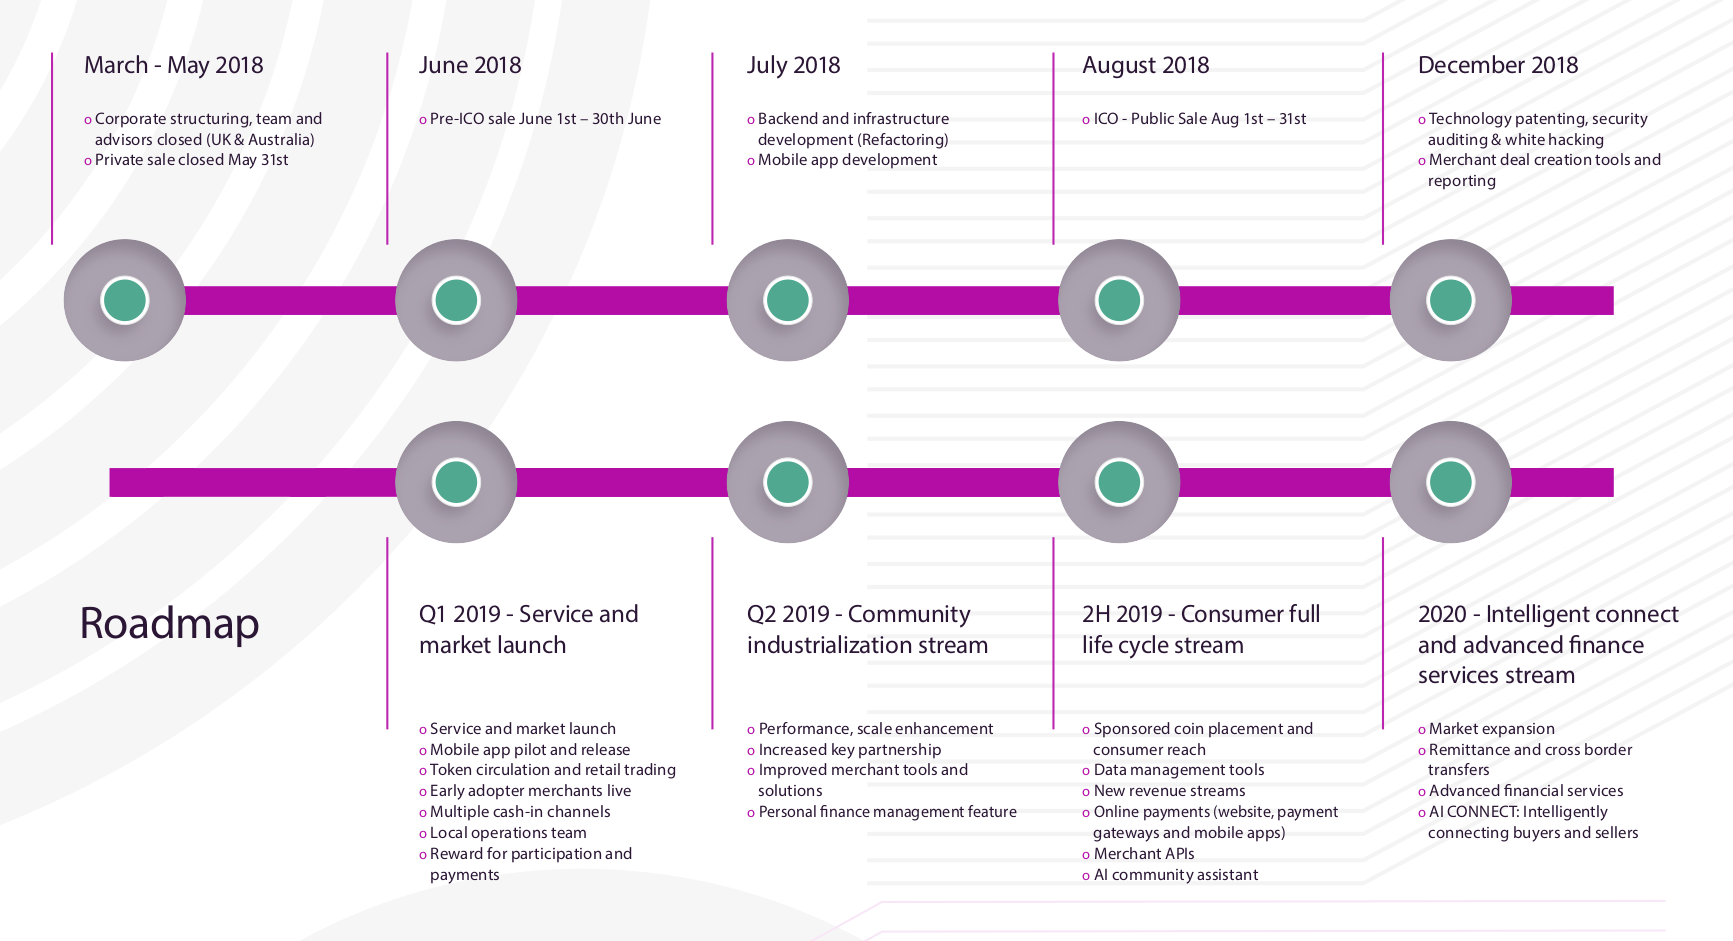 March - May 2018
o Corporate structuring, team and
advisors closed (UK & Australia)
o Private sale closed May 31st
June 2018
o Pre-ICO sale June 1st – 30th June
July 2018
o Backend and infrastructure
development (Refactoring)
o Mobile app development
August 2018
o ICO - Public Sale Aug 1st – 31st
December 2018
o Technology patenting, security
auditing & white hacking
o Merchant deal creation tools and
reporting
Roadmap
Q1 2019 - Service and
market launch
o Service and market launch
o Mobile app pilot and release
o Token circulation and retail trading
o Early adopter merchants live
o Multiple cash-in channels
o Local operations team
o Reward for participation and
payments
Q2 2019 - Community
industrialization stream
o Performance, scale enhancement
o Increased key partnership
o Improved merchant tools and
solutions
o Personal finance management feature
2H 2019 - Consumer full
life cycle stream
o Sponsored coin placement and
consumer reach
o Data management tools
o New revenue streams
o Online payments (website, payment
gateways and mobile apps)
o Merchant APIs
o AI community assistant
2020 - Intelligent connect
and advanced finance
services stream
o Market expansion
o Remittance and cross border
transfers
o Advanced financial services
o AI CONNECT: Intelligently
connecting buyers and sellers